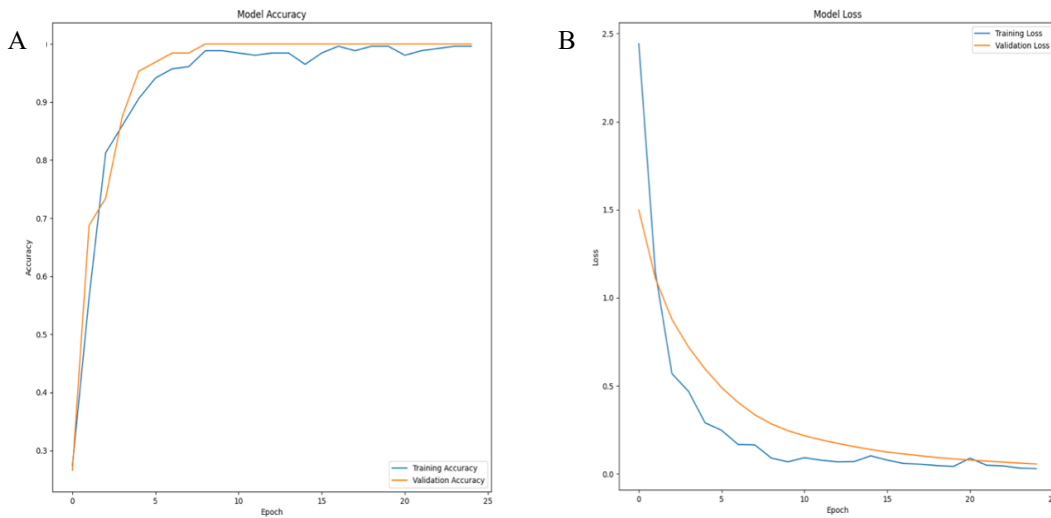 A
Model Accuracy
Accuracy
0.9
0.8
0.7
0.6
0.5
0.4
0.3
0
5
10
15
20
25
Epoch
Training Accuracy
Validation Accuracy
B
Model Loss
Loss
2.5
2.0
1.5
1.0
0.5
0.0
0
5
10
15
20
Epoch
Training Loss
Validation Loss